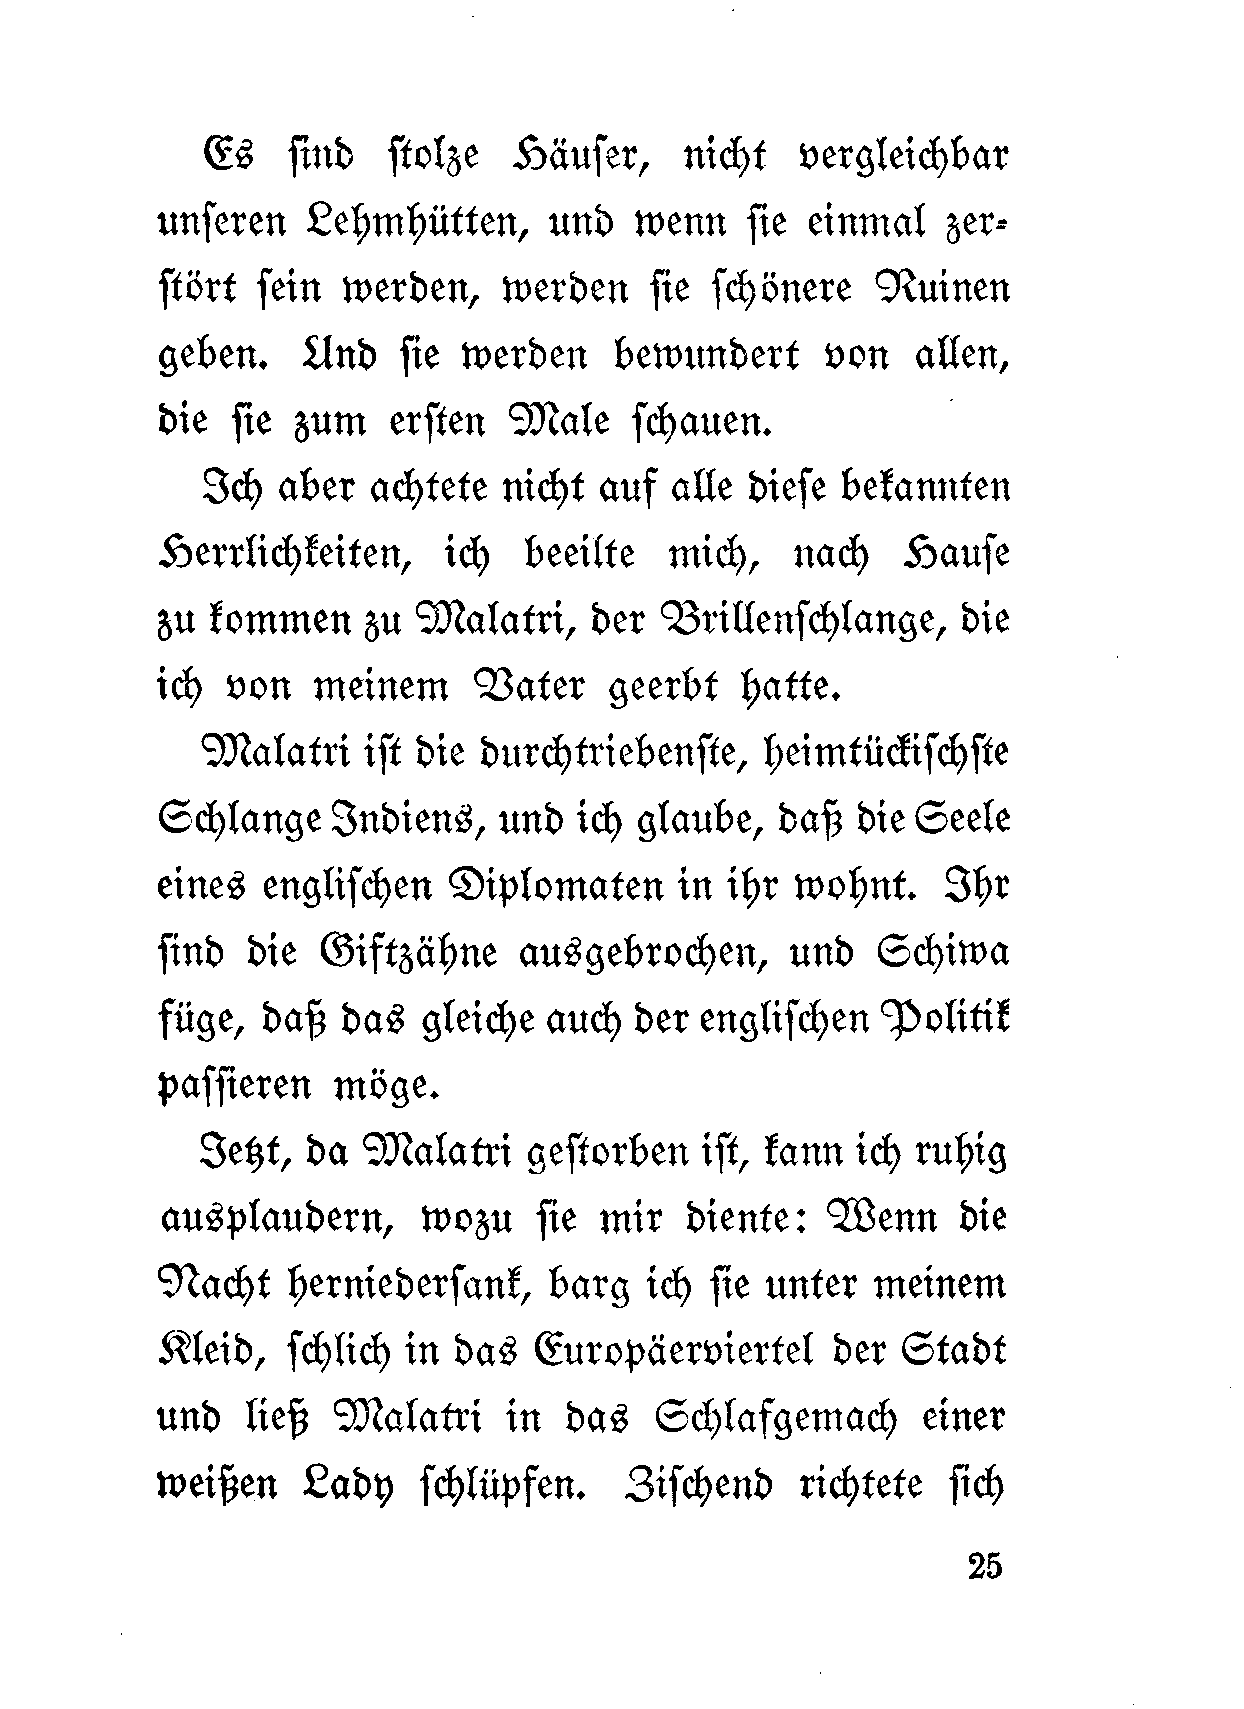 Es sind stolze Häuser, nicht vergleichbar
unseren Lehmhütten, und wenn sie einmal zer-
stört sein werden, werden sie schönere Ruinen
geben. Und sie werden bewundert von allen,
die sie zum ersten Male schauen.
Ich aber achtete nicht auf alle diese bekannten
Herrlichkeiten, ich beeilte mich, nach Hause
zu kommen zu Malatri, der Brillenschlange, die
ich von meinem Vater geerbt hatte.
Malatri ist die durchtriebenste, heimtückischste
Schlange Indiens, und ich glaube, daß die Seele
eines englischen Diplomaten in ihr wohnt. Ihr
sind die Giftzähne ausgebrochen, und Schiwa
füge, daß das gleiche auch der englischen Politik
passieren möge.
Jetzt, da Malatri gestorben ist, kann ich ruhig
ausplaudern, wozu sie mir diente: Wenn die
Nacht herniedersank, barg ich sie unter meinem
Kleid, schlich in das Europäerviertel der Stadt
und ließ Malatri in das Schlafgemach einer
weißen Lady schlüpfen. Zischend richtete sich
25